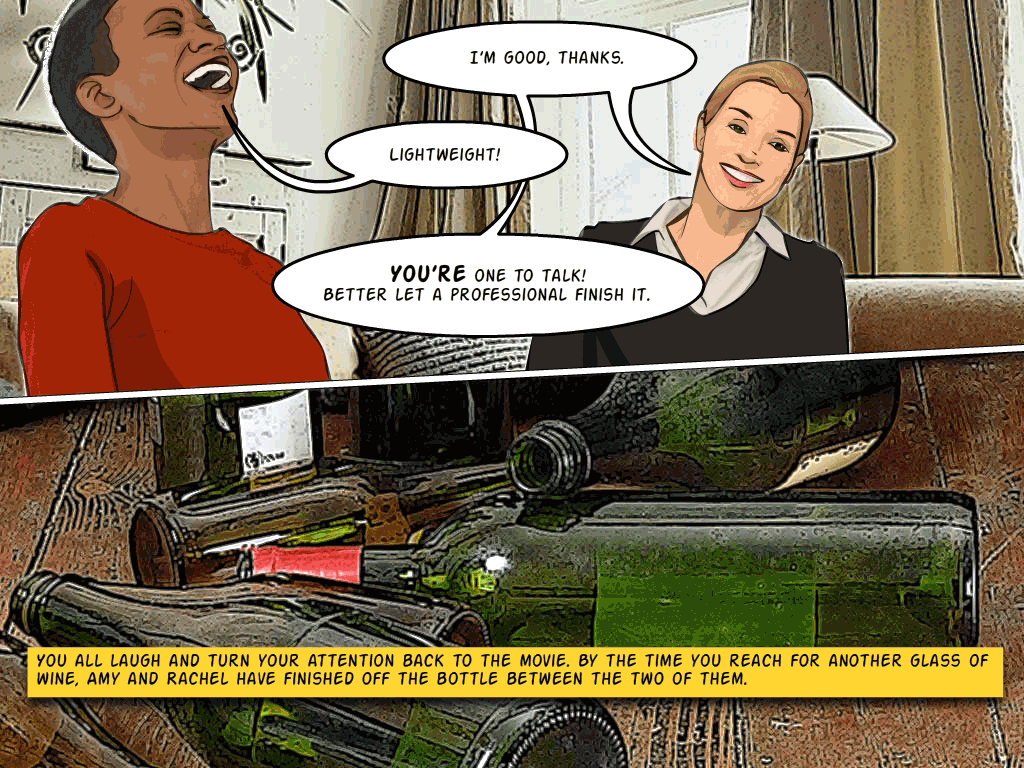 I'M GOOD, THANKS.
LIGHTWEIGHT!
YOU'RE ONE TO TALK!
BETTER LET A PROFESSIONAL FINISH IT.
YOU ALL LAUGH AND TURN YOUR ATTENTION BACK TO THE MOVIE. BY THE TIME YOU REACH FOR ANOTHER GLASS OF
WINE, AMY AND RACHEL HAVE FINISHED OFF THE BOTTLE BETWEEN THE TWO OF THEM.